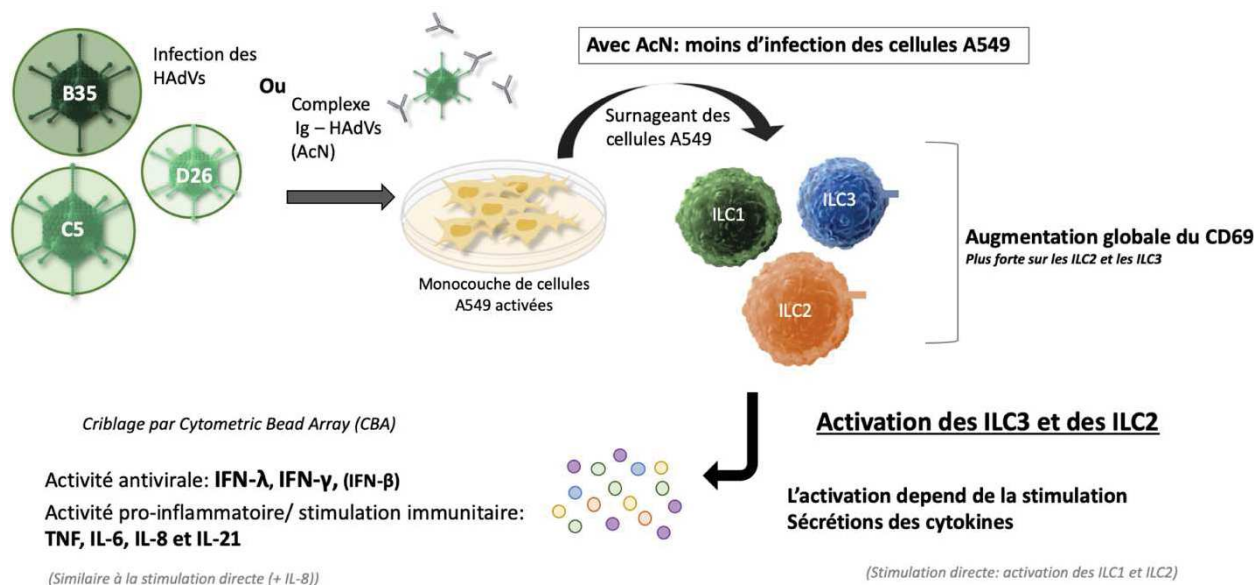 B35
D26
C5
Infection des
HAdVs
Ou
Complexe
Ig – HAdVs
(AcN)
Avec AcN: moins d’infection des cellules A549
Surnageant des
cellules A549
Monocouche de cellules
A549 activées
ILC1
ILC3
ILC2
Augmentation globale du CD69
Plus forte sur les ILC2 et les ILC3
Activation des ILC3 et des ILC2
L’activation depend de la stimulation
Sécrétions des cytokines
(Stimulation directe: activation des ILC1 et ILC2)
Criblage par Cytometric Bead Array (CBA)
Activité antivirale: IFN-λ, IFN-γ, (IFN-β)
Activité pro-inflammatoire/ stimulation immunitaire:
TNF, IL-6, IL-8 et IL-21
(Similaire à la stimulation directe (+ IL-8))